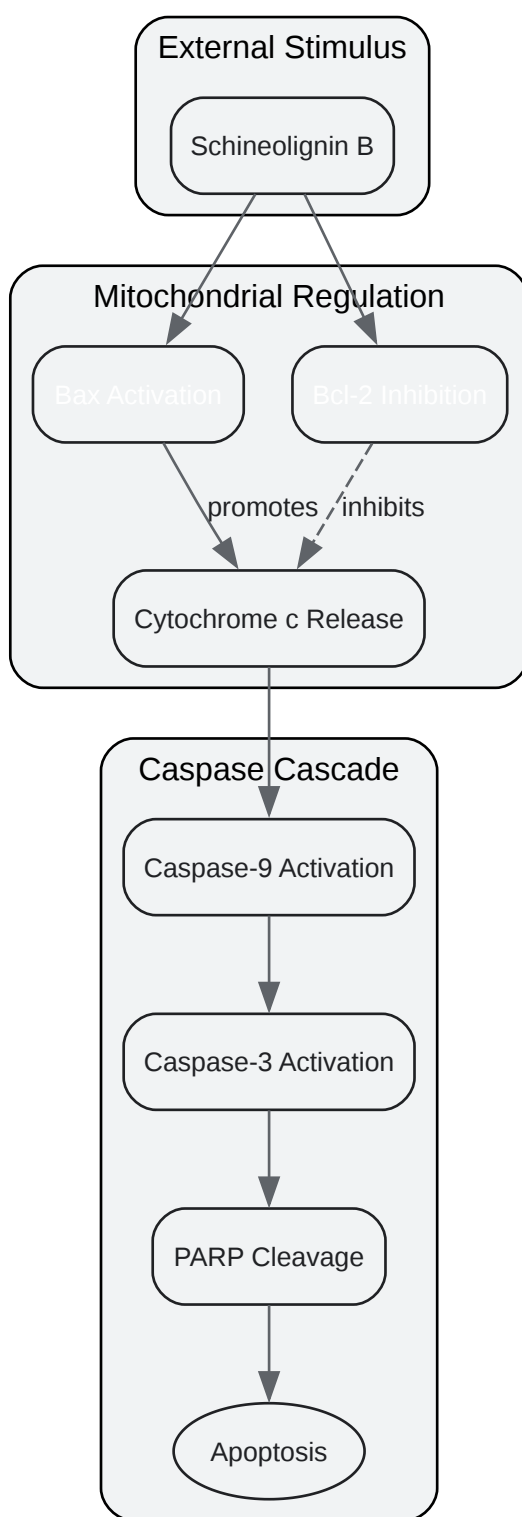 External Stimulus
Schineolignin B
Mitochondrial Regulation
Bax Activation
Bcl-2 Inhibition
promotes
inhibits
Cytochrome c Release
Caspase Cascade
Caspase-9 Activation
Caspase-3 Activation
PARP Cleavage
Apoptosis